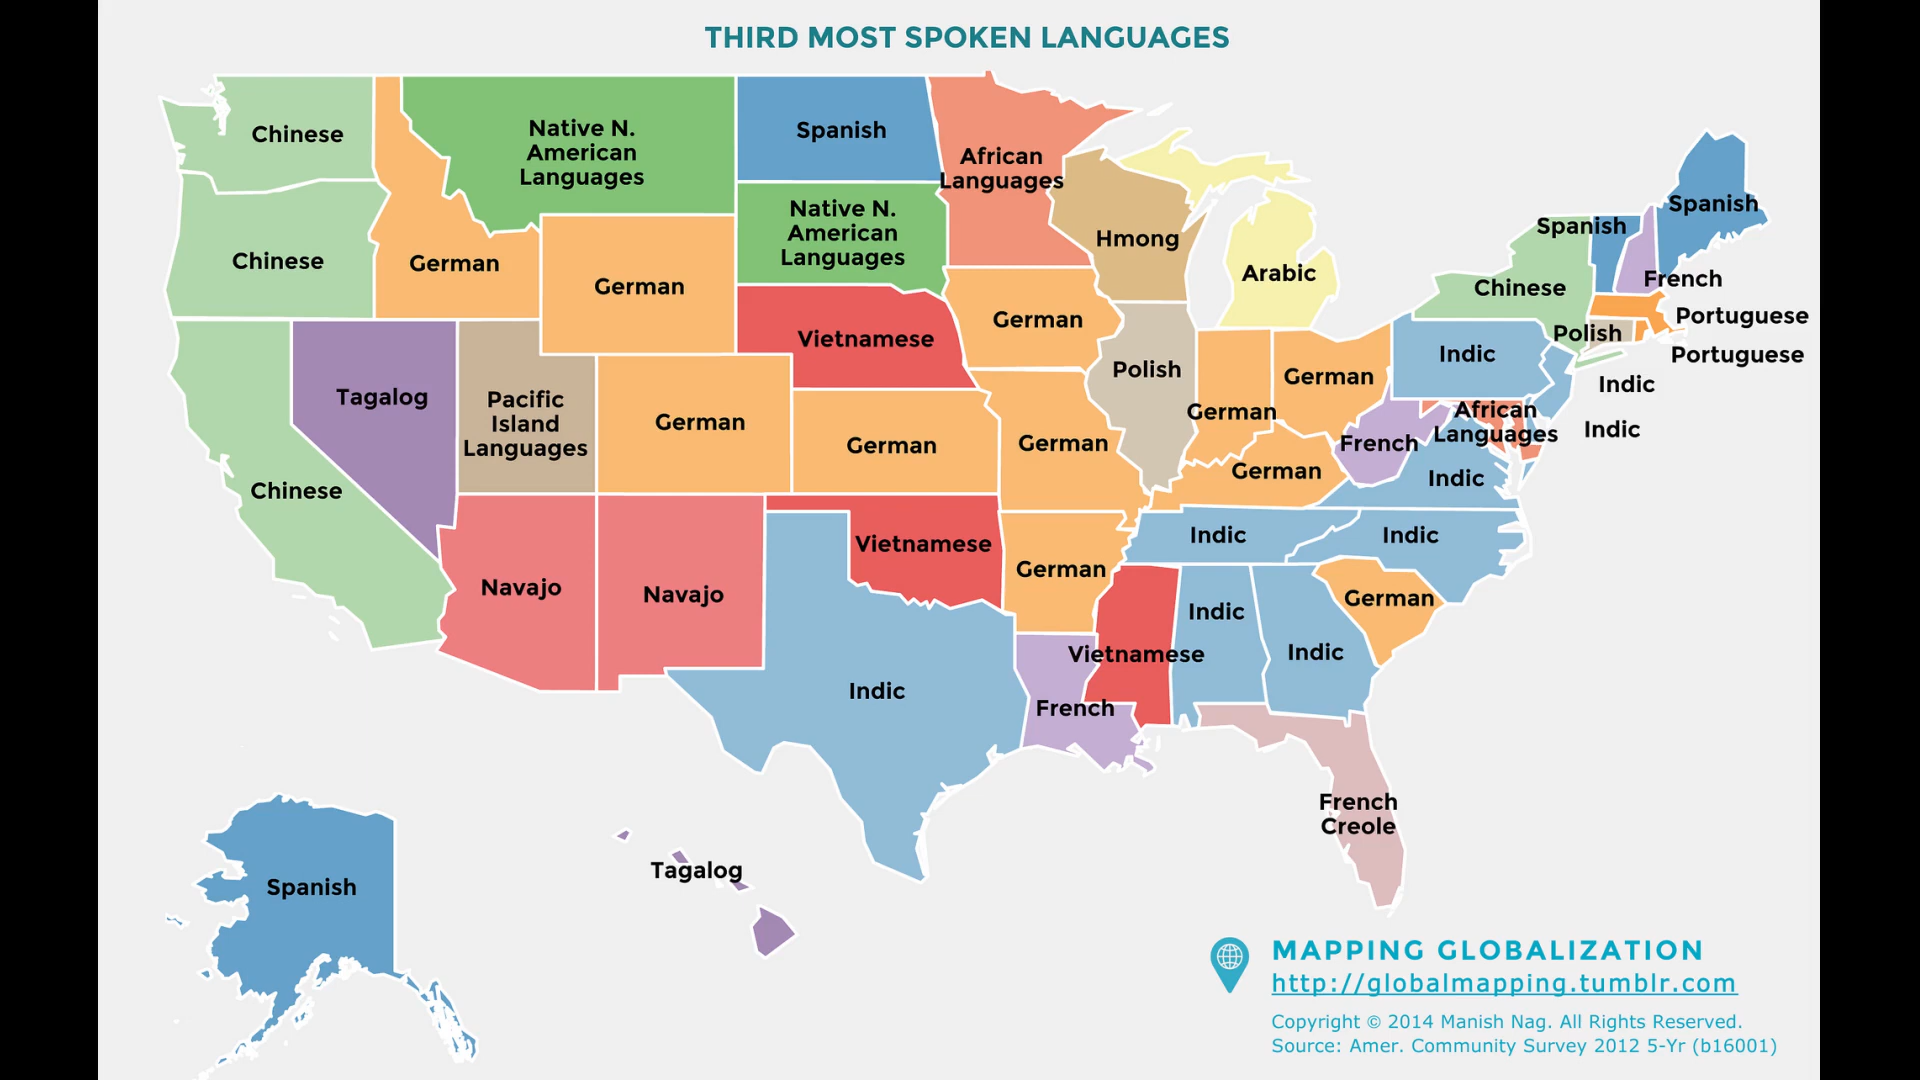 THIRD MOST SPOKEN LANGUAGES
Chinese
Native N.
American
Languages
Spanish
African
Languages
Chinese
German
German
Native N.
American
Languages
Hmong
Arabic
Spanish
Spanish
French
Chinese
Portuguese
Polish
Portuguese
Indic
Indic
Indic
Tagalog
Pacific
Island
Languages
German
Vietnamese
German
German
German
Polish
German
German
German
French
African
Languages
Indic
Chinese
Navajo
Navajo
Vietnamese
German
Indic
Indic
German
Indic
Vietnamese
Indic
Indic
French
French
Creole
Spanish
Tagalog
MAPPING GLOBALIZATION
http://globalmapping.tumblr.com
Copyright © 2014 Manish Nag. All Rights Reserved.
Source: Amer. Community Survey 2012 5-Yr (b16001)